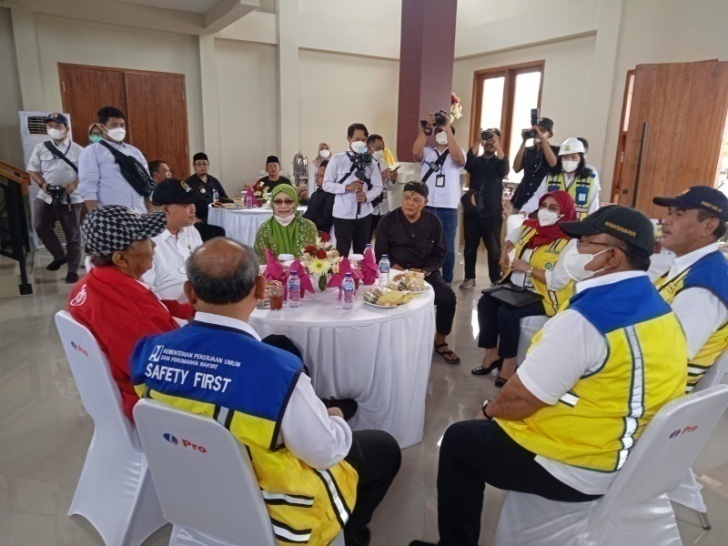 KEMENTERIAN PEKERJAAN UMUM
DAN PERUMAHAN RAKYAT
SAFETY FIRST
Pro
Pro
Pro